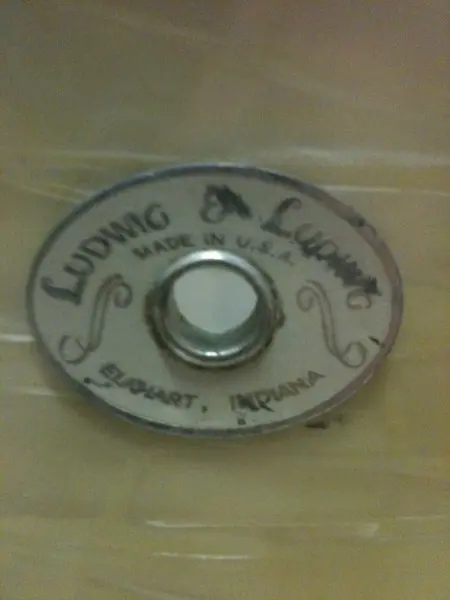 LUDWIG & LUDWIG
MADE IN U.S.A.
ELKHART, INDIANA